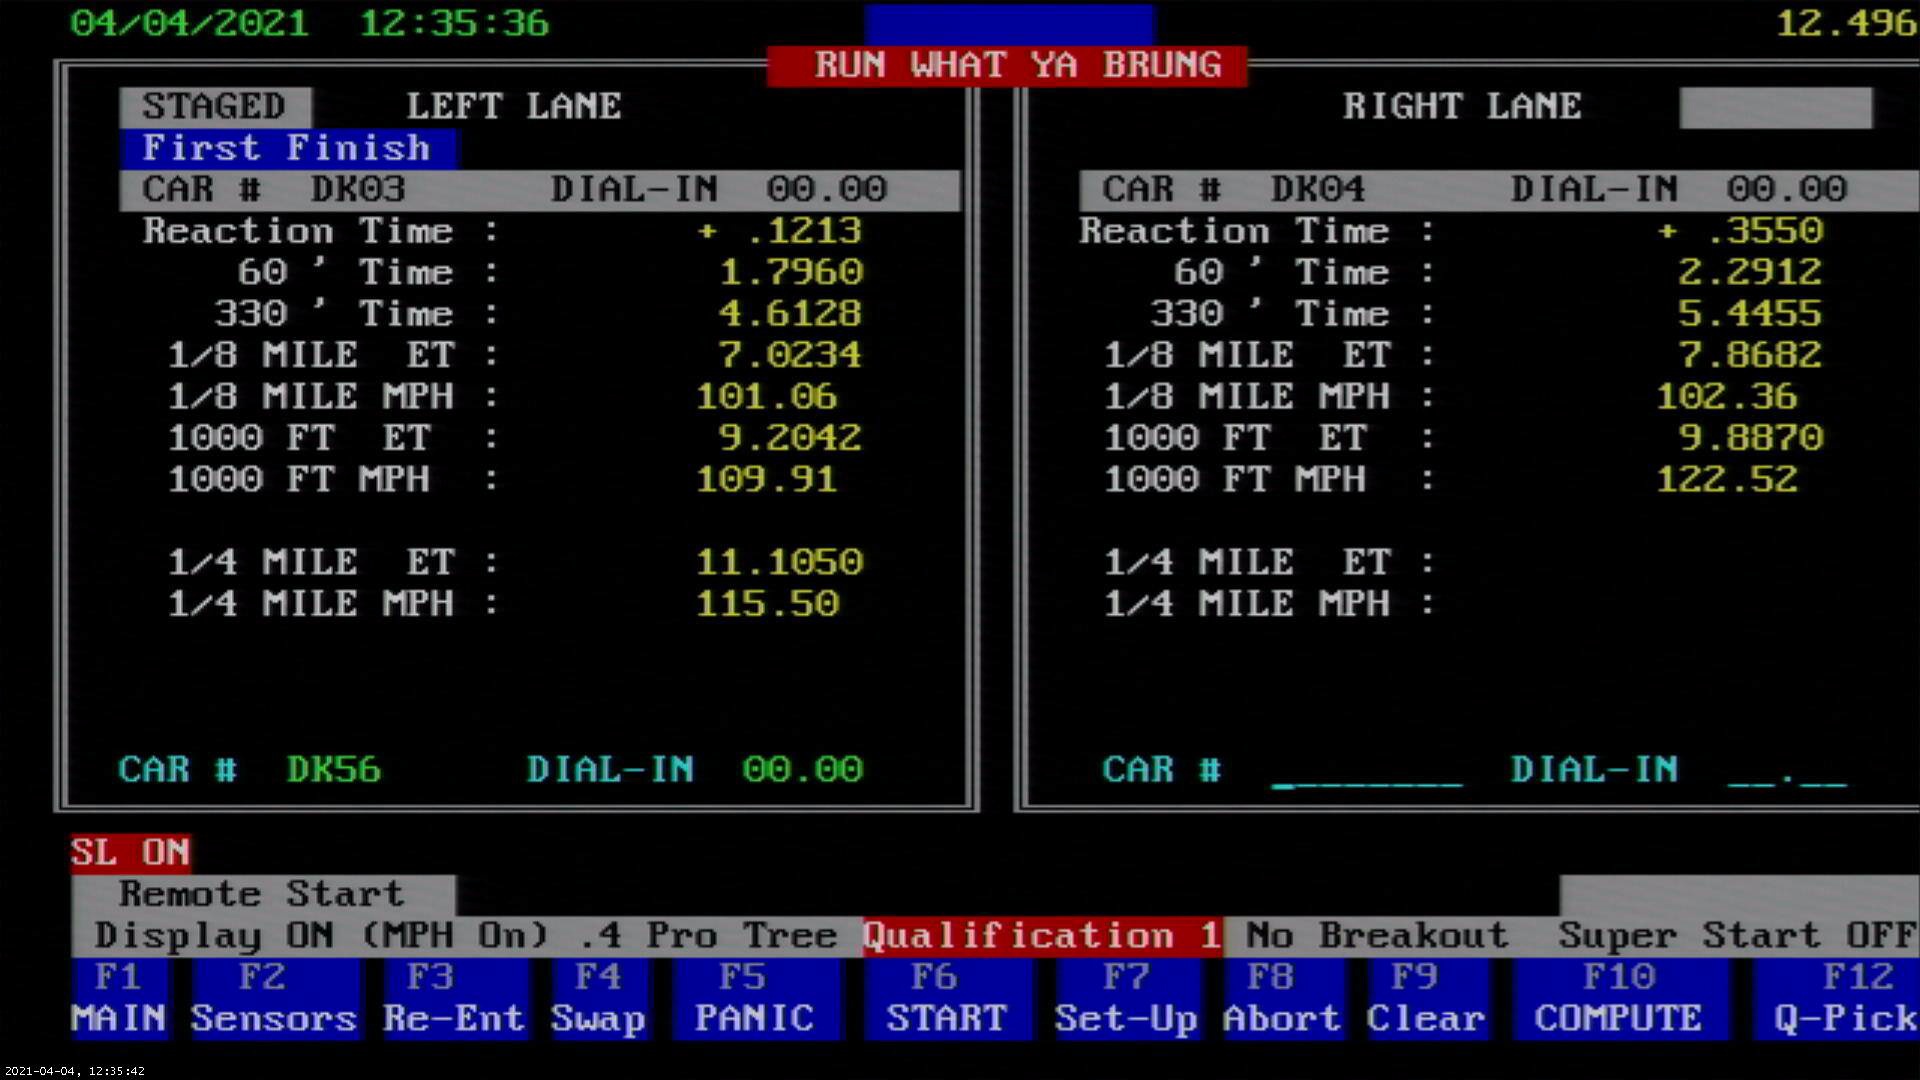 04/04/2021 12:35:36 12.496
RUN WHAT YA BRUNG
STAGED LEFT LANE
First Finish
CAR # DK03 DIAL-IN 00.00
Reaction Time : + .1213
60 ' Time : 1.7960
330 ' Time : 4.6128
1/8 MILE ET : 7.0234
1/8 MILE MPH : 101.06
1000 FT ET : 9.2042
1000 FT MPH : 109.91
1/4 MILE ET : 11.1050
1/4 MILE MPH : 115.50
CAR # DK56 DIAL-IN 00.00
RIGHT LANE
CAR # DK04 DIAL-IN 00.00
Reaction Time : + .3550
60 ' Time : 2.2912
330 ' Time : 5.4455
1/8 MILE ET : 7.8682
1/8 MILE MPH : 102.36
1000 FT ET : 9.8870
1000 FT MPH : 122.52
1/4 MILE ET :
1/4 MILE MPH :
CAR # ________ DIAL-IN __.__
SL ON
Remote Start
Display ON (MPH On) .4 Pro Tree Qualification 1 No Breakout Super Start OFF
F1 F2 F3 F4 F5 F6 F7 F8 F9 F10 F12
MAIN Sensors Re-Ent Swap PANIC START Set-Up Abort Clear COMPUTE Q-Pick
2021-04-04, 12:35:42